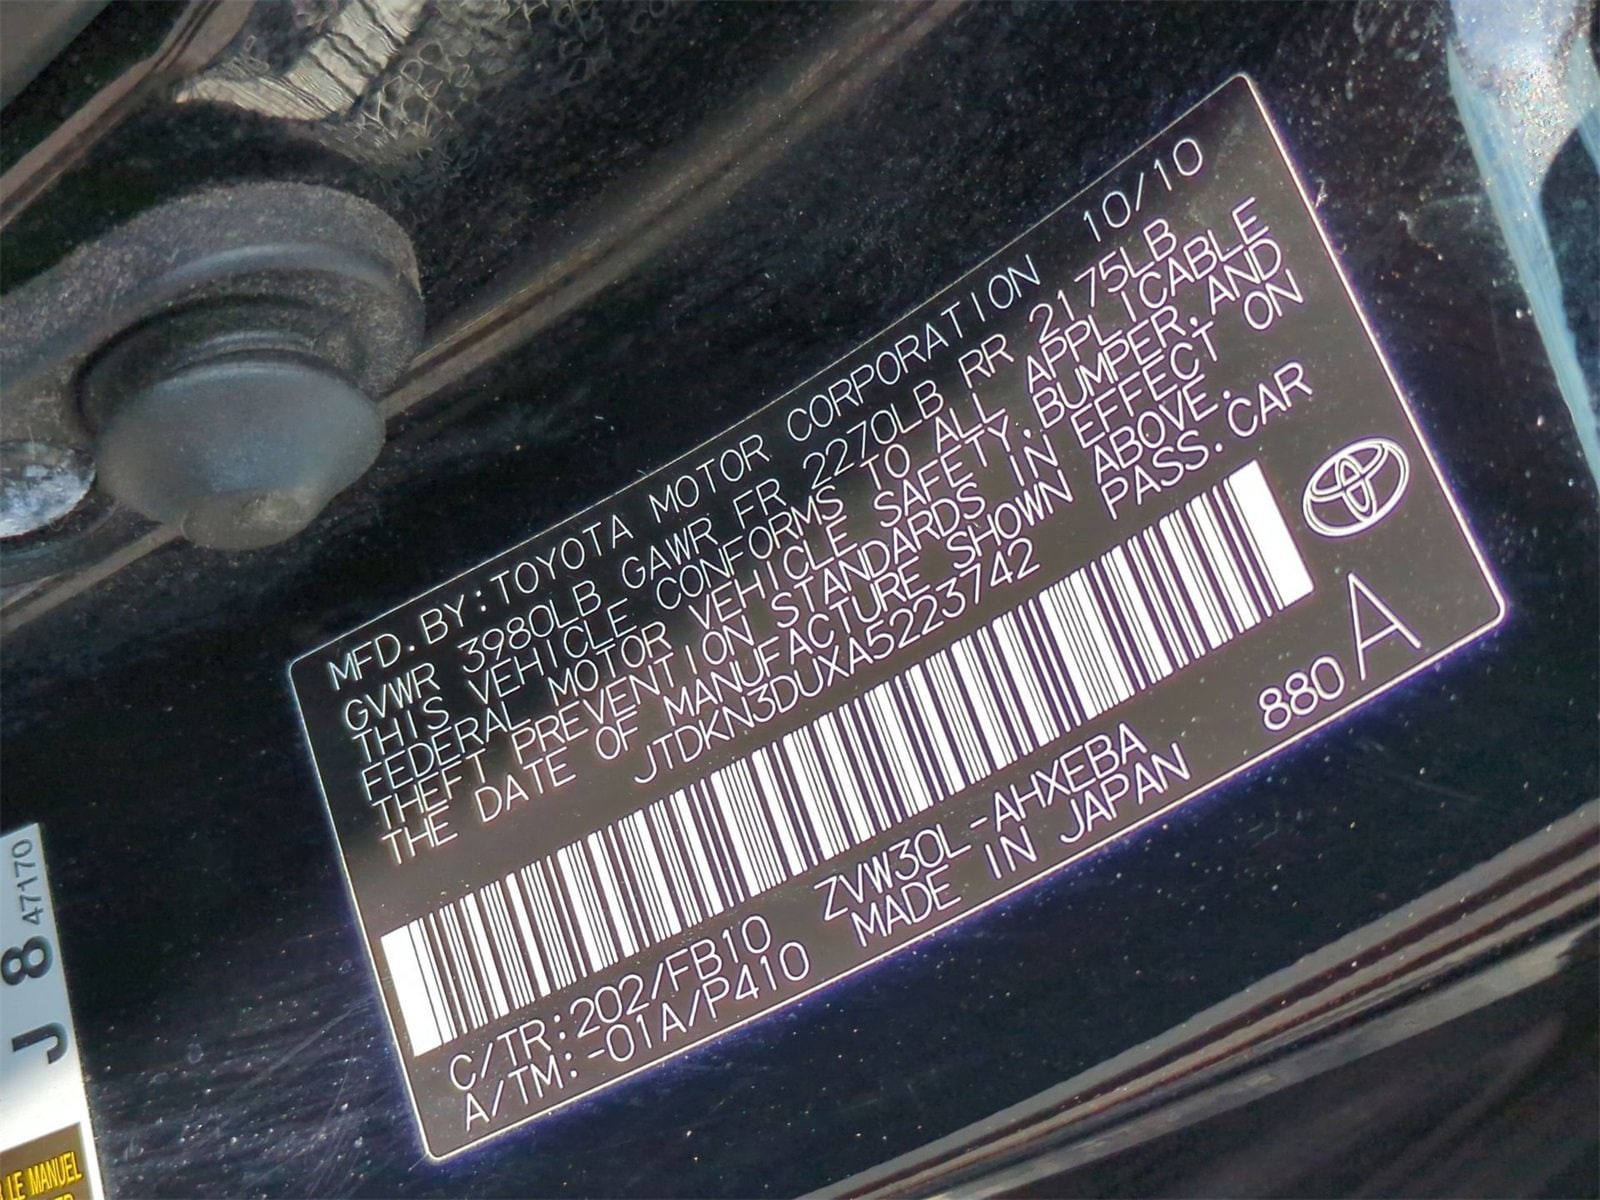 MFD. BY: TOYOTA MOTOR CORPORATION 10/10
GVWR 3980LB GAWR FR 2270LB RR 2175LB
THIS VEHICLE CONFORMS TO ALL APPLICABLE
FEDERAL MOTOR VEHICLE SAFETY, BUMPER, AND
THEFT PREVENTION STANDARDS IN EFFECT ON
THE DATE OF MANUFACTURE SHOWN ABOVE.
JTDKN3DUXA5223742 PASS. CAR
C/TR: 202/FB10 ZVW30L-AHXEBA 880 A
A/TM: -01A/P410 MADE IN JAPAN
J 8 47170
LE MANUEL